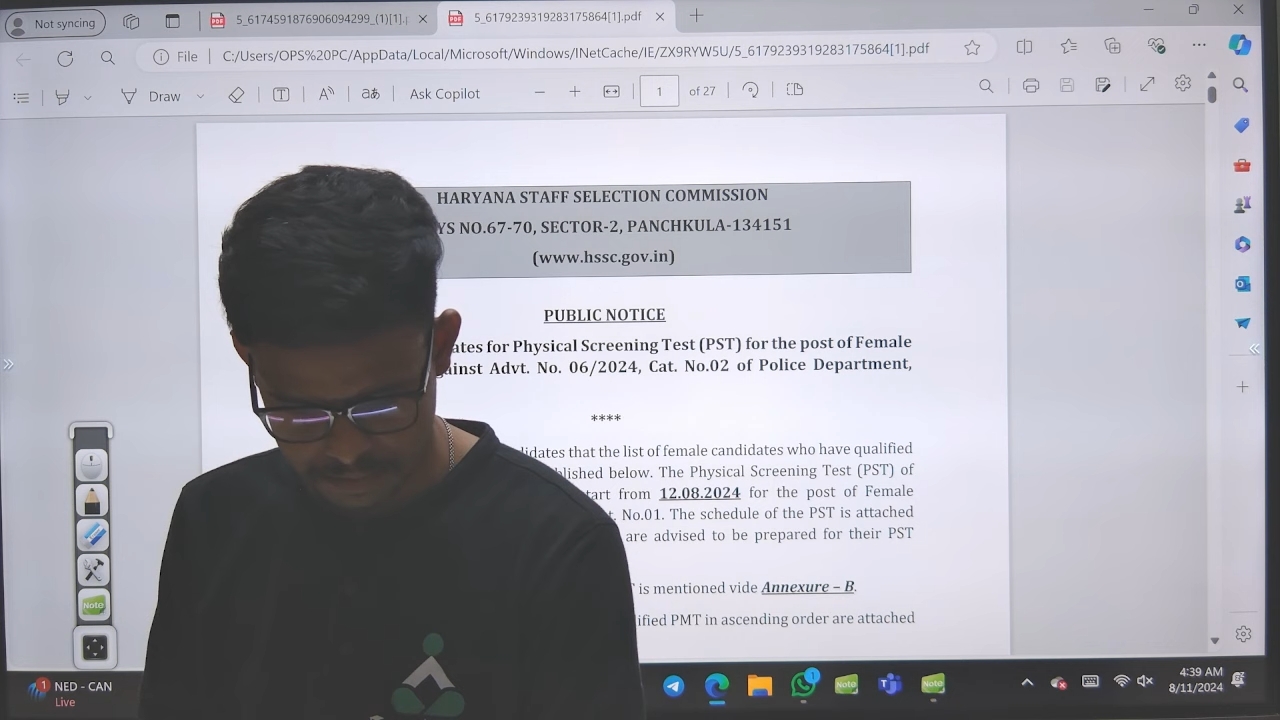 Not syncing
5_6174591876906094299_(1)[1].p
5_6179239319283175864[1].pdf
File
C:/Users/OPS%20PC/AppData/Local/Microsoft/Windows/INetCache/IE/ZX9RYW5U/5_6179239319283175864[1].pdf
Draw
Ask Copilot
1
of 27
HARYANA STAFF SELECTION COMMISSION
YS NO.67-70, SECTOR-2, PANCHKULA-134151
(www.hssc.gov.in)
PUBLIC NOTICE
ates for Physical Screening Test (PST) for the post of Female
ainst Advt. No. 06/2024, Cat. No.02 of Police Department,
****
idates that the list of female candidates who have qualified
blished below. The Physical Screening Test (PST) of
tart from 12.08.2024 for the post of Female
t. No.01. The schedule of the PST is attached
are advised to be prepared for their PST
is mentioned vide Annexure – B.
ified PMT in ascending order are attached
Note
1
NED - CAN
Live
1
Note
Note
4:39 AM
8/11/2024